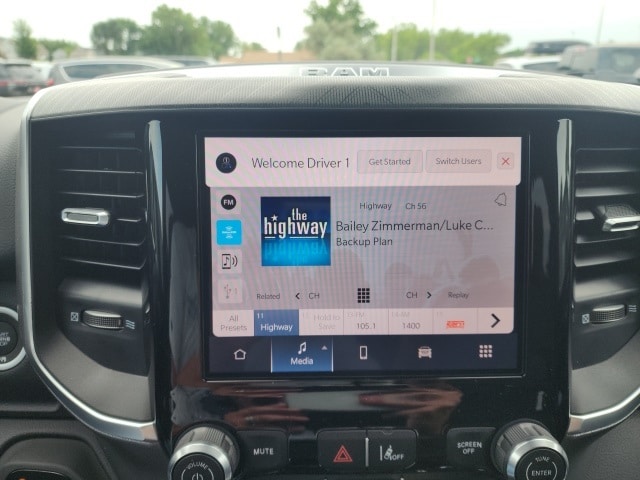 RAM
Welcome Driver 1
Get Started
Switch Users
FM
the
highway
Highway Ch 56
Bailey Zimmerman/Luke C...
Backup Plan
Related
CH
CH
Replay
All
Presets
11
Highway
Hold to
Save
105.1
1400
Media
MUTE
OFF
SCREEN
OFF
VOLUME
TUNE
ENTER